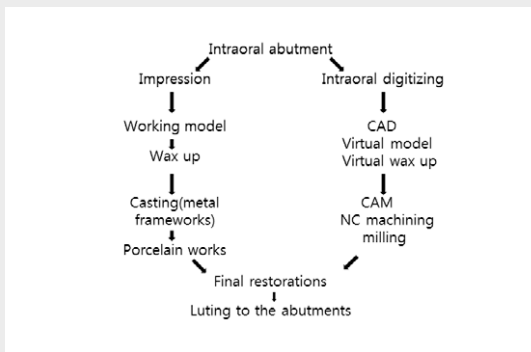 Intraoral abutment
Impression
Intraoral digitizing
Working model
CAD
Virtual model
Wax up
Virtual wax up
Casting(metal
frameworks)
CAM
NC machining
milling
Porcelain works
Final restorations
Luting to the abutments